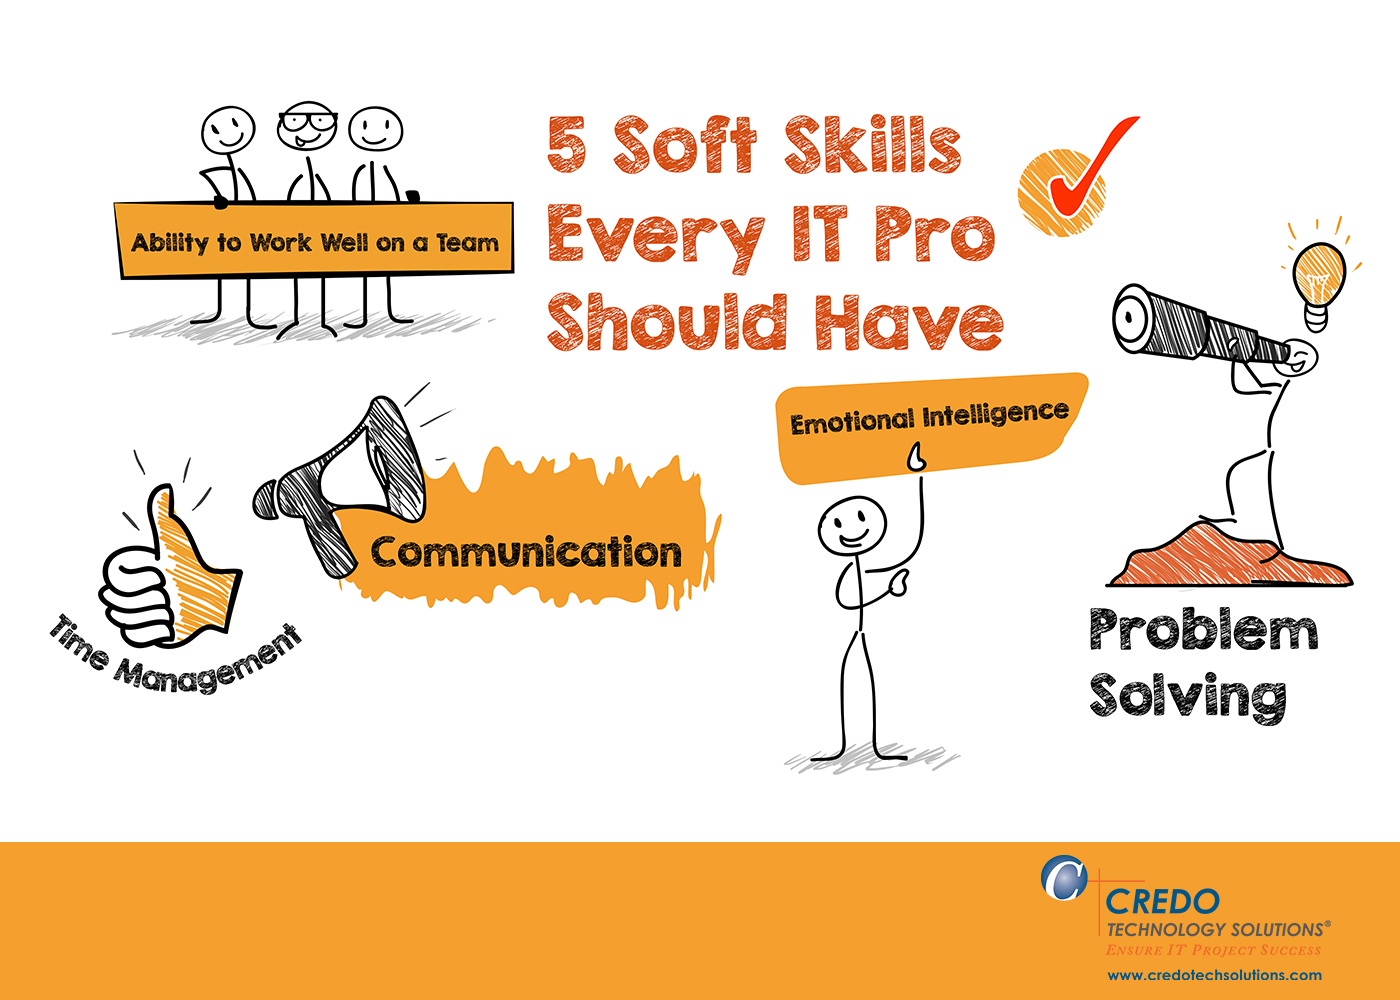 5 Soft Skills
Every IT Pro
Should Have
Ability to Work Well on a Team
Emotional Intelligence
Communication
Time Management
Problem
Solving
C
CREDO
TECHNOLOGY SOLUTIONS®
ENSURE IT PROJECT SUCCESS
www.credotechsolutions.com